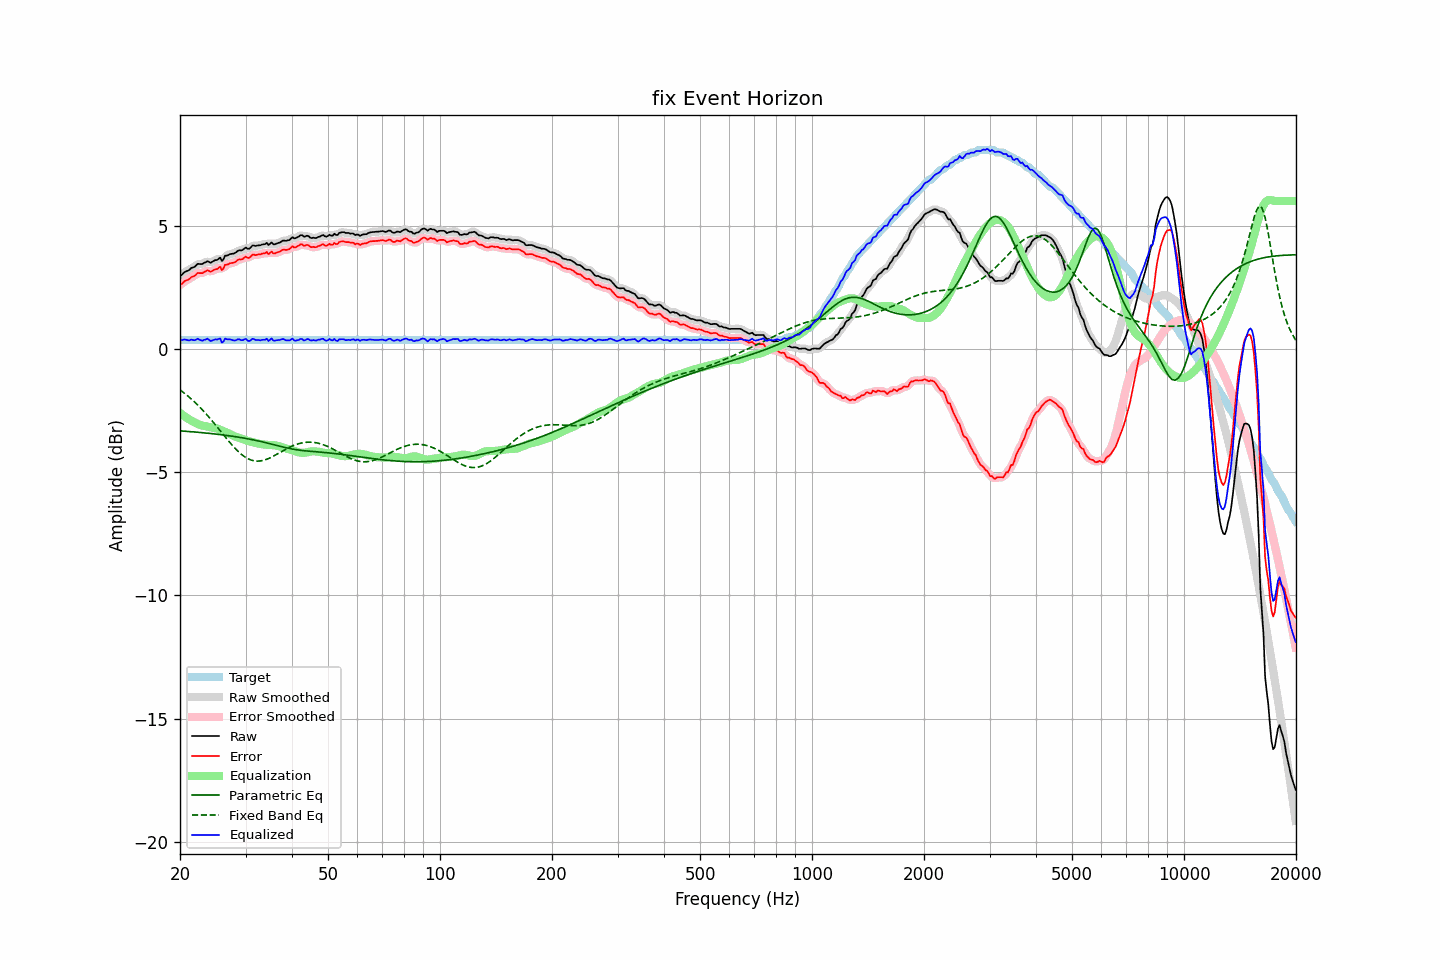 fix Event Horizon
Amplitude (dBr)
5
0
−5
−10
−15
−20
Target
Raw Smoothed
Error Smoothed
Raw
Error
Equalization
Parametric Eq
Fixed Band Eq
Equalized
20 50 100 200 500 1000 2000 5000 10000 20000
Frequency (Hz)